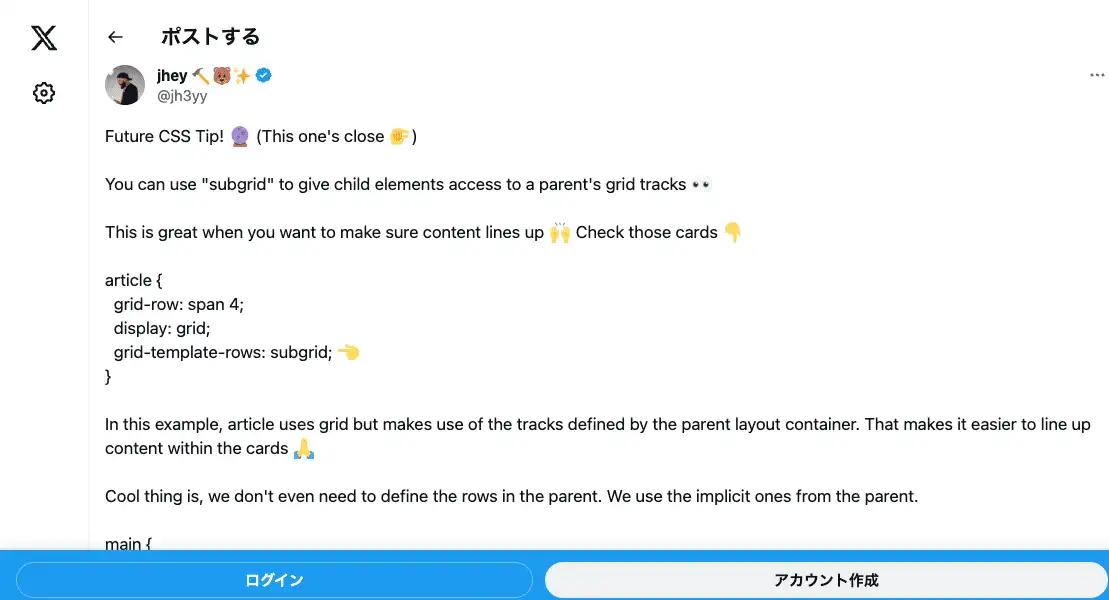 ポストする
jhey 🔨🐻✨
@jh3yy
Future CSS Tip! 🔮 (This one's close 🫳)
You can use "subgrid" to give child elements access to a parent's grid tracks 👀
This is great when you want to make sure content lines up 🙌 Check those cards 👇
article {
  grid-row: span 4;
  display: grid;
  grid-template-rows: subgrid; 👈
}
In this example, article uses grid but makes use of the tracks defined by the parent layout container. That makes it easier to line up
content within the cards 🙏
Cool thing is, we don't even need to define the rows in the parent. We use the implicit ones from the parent.
main {
ログイン
アカウント作成